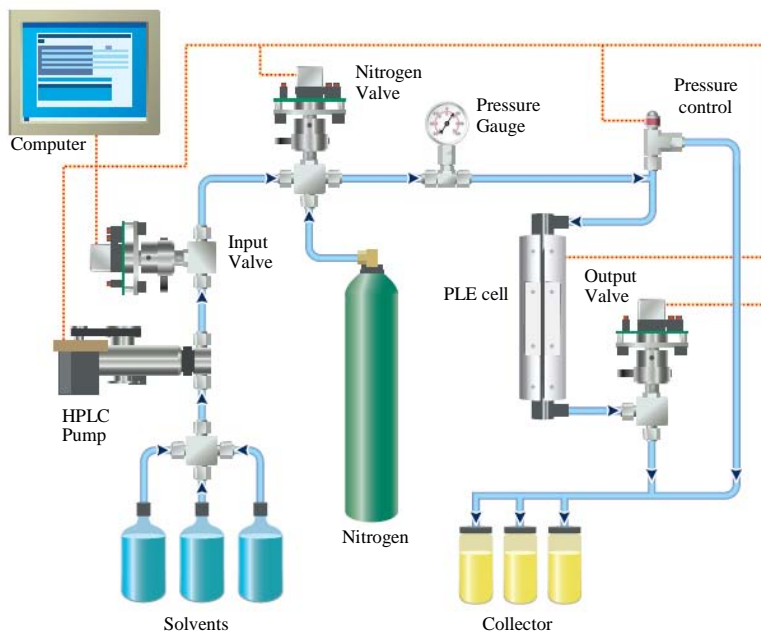 Computer
Nitrogen
Valve
Pressure
Gauge
Pressure
control
Input
Valve
PLE cell
Output
Valve
HPLC
Pump
Nitrogen
Solvents
Collector